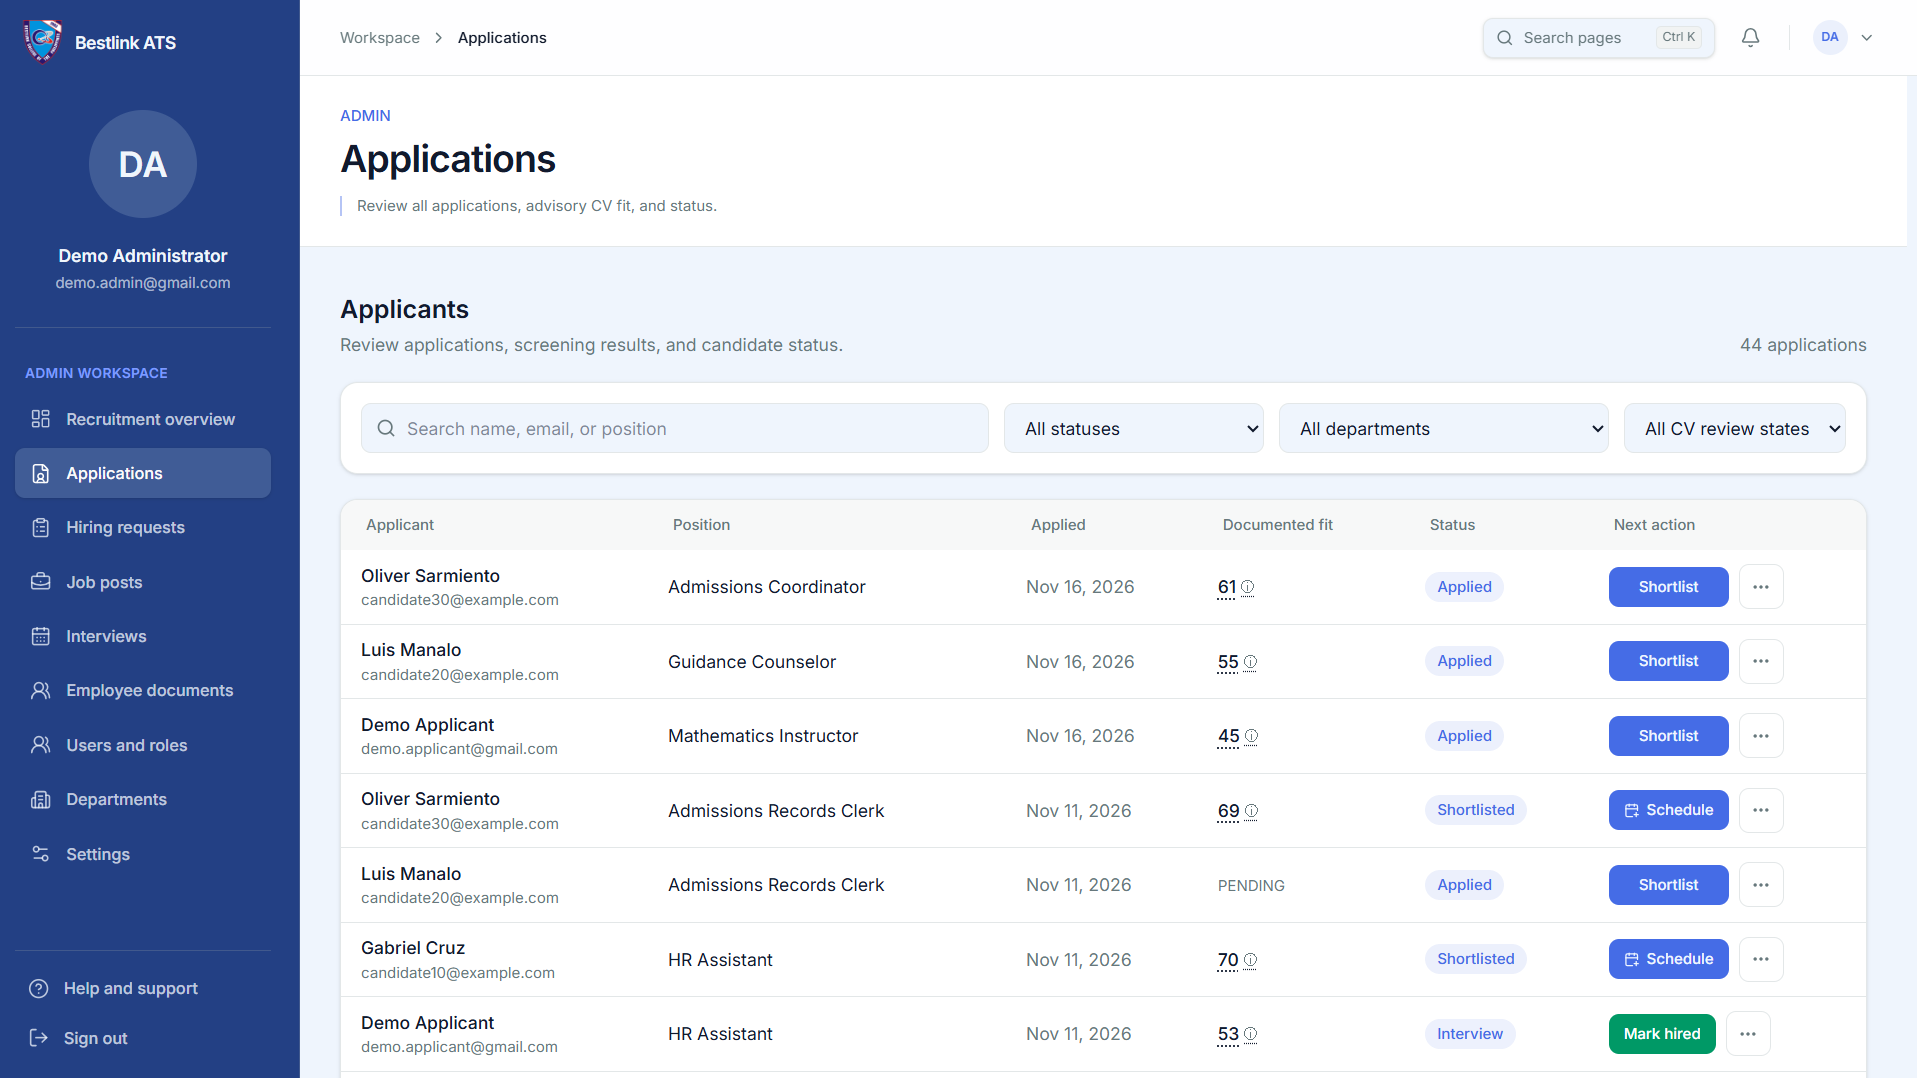 Bestlink ATS
DA
Demo Administrator
demo.admin@gmail.com
ADMIN WORKSPACE
Recruitment overview
Applications
Hiring requests
Job posts
Interviews
Employee documents
Users and roles
Departments
Settings
Help and support
Sign out
Workspace > Applications
Search pages Ctrl K
DA
ADMIN
Applications
Review all applications, advisory CV fit, and status.
Applicants
Review applications, screening results, and candidate status.
44 applications
Search name, email, or position
All statuses
All departments
All CV review states
Applicant Position Applied Documented fit Status Next action
Oliver Sarmiento
candidate30@example.com
Admissions Coordinator Nov 16, 2026 61 Applied Shortlist
Luis Manalo
candidate20@example.com
Guidance Counselor Nov 16, 2026 55 Applied Shortlist
Demo Applicant
demo.applicant@gmail.com
Mathematics Instructor Nov 16, 2026 45 Applied Shortlist
Oliver Sarmiento
candidate30@example.com
Admissions Records Clerk Nov 11, 2026 69 Shortlisted Schedule
Luis Manalo
candidate20@example.com
Admissions Records Clerk Nov 11, 2026 PENDING Applied Shortlist
Gabriel Cruz
candidate10@example.com
HR Assistant Nov 11, 2026 70 Shortlisted Schedule
Demo Applicant
demo.applicant@gmail.com
HR Assistant Nov 11, 2026 53 Interview Mark hired